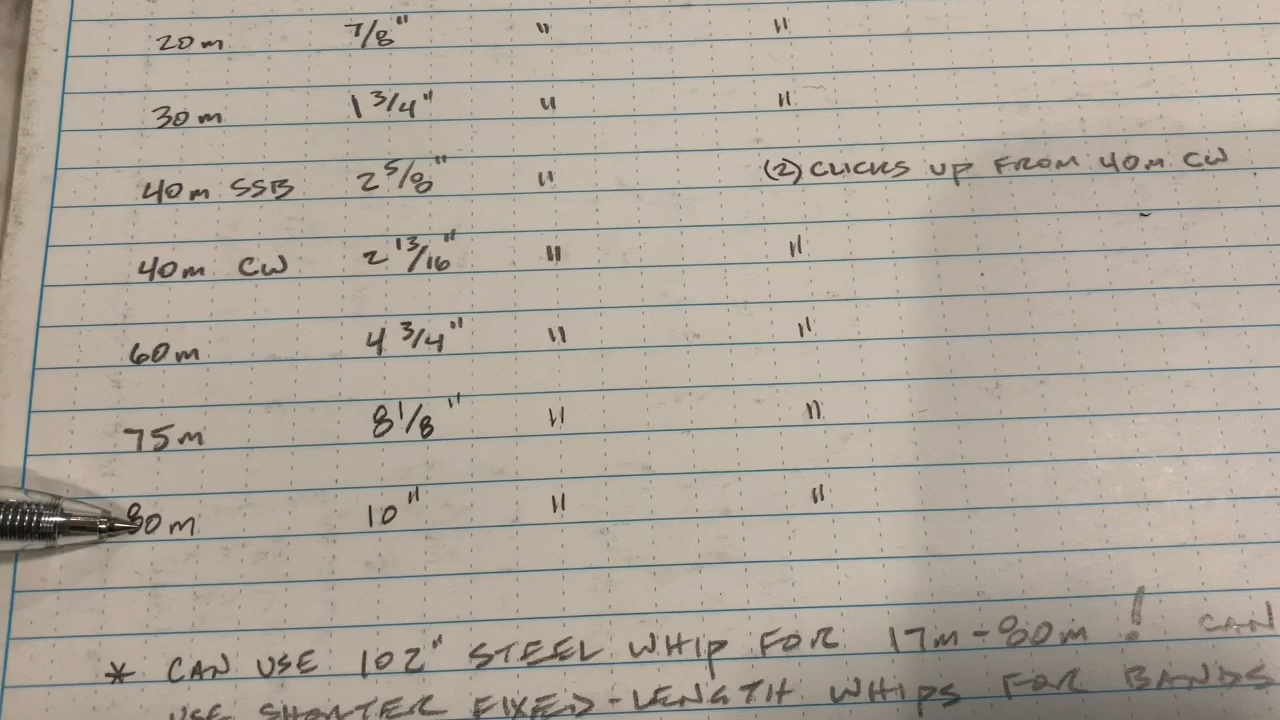 20m 7/8" " "
30m 1 3/4" " "
40m SSB 2 5/8" " (2) CLICKS UP FROM 40M CW
40m CW 2 13/16" " "
60m 4 3/4" " "
75m 8 1/8" " "
80m 10" " "
* CAN USE 102" STEEL WHIP FOR 17m-80m! CAN
USE SHORTER FIXED-LENGTH WHIPS FOR BANDS